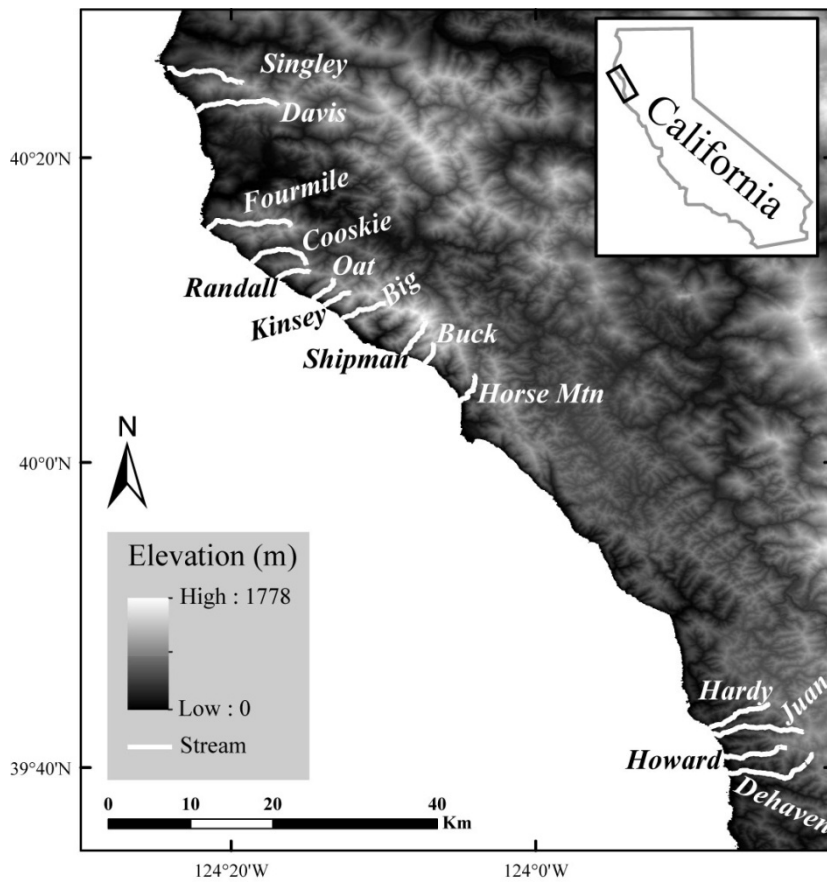 Singley
Davis
California
40°20'N
Fourmile
Cooskie
Oat
Randall
Big
Kinsey
Buck
Shipman
Horse Mtn
N
40°0'N
Elevation (m)
High : 1778
Low : 0
Stream
Hardy
Juan
Howard
39°40'N
Dehaven
0 10 20 40
Km
124°20'W 124°0'W